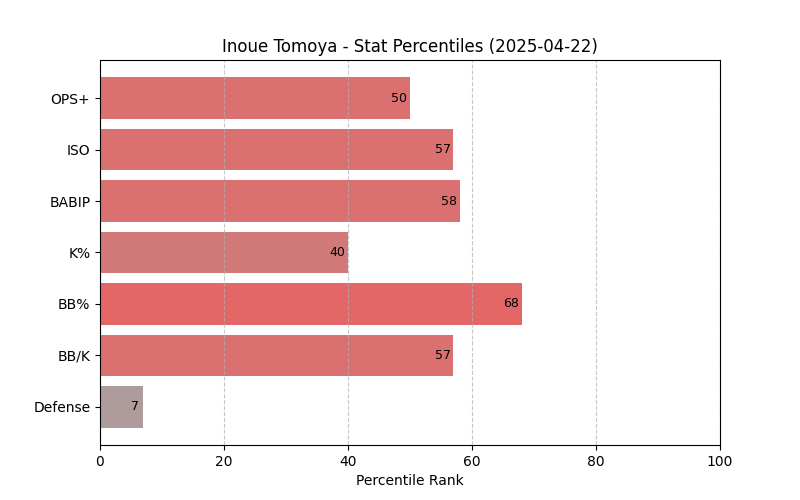 Inoue Tomoya - Stat Percentiles (2025-04-22)
OPS+ 50
ISO 57
BABIP 58
K% 40
BB% 68
BB/K 57
Defense 7
0 20 40 60 80 100
Percentile Rank